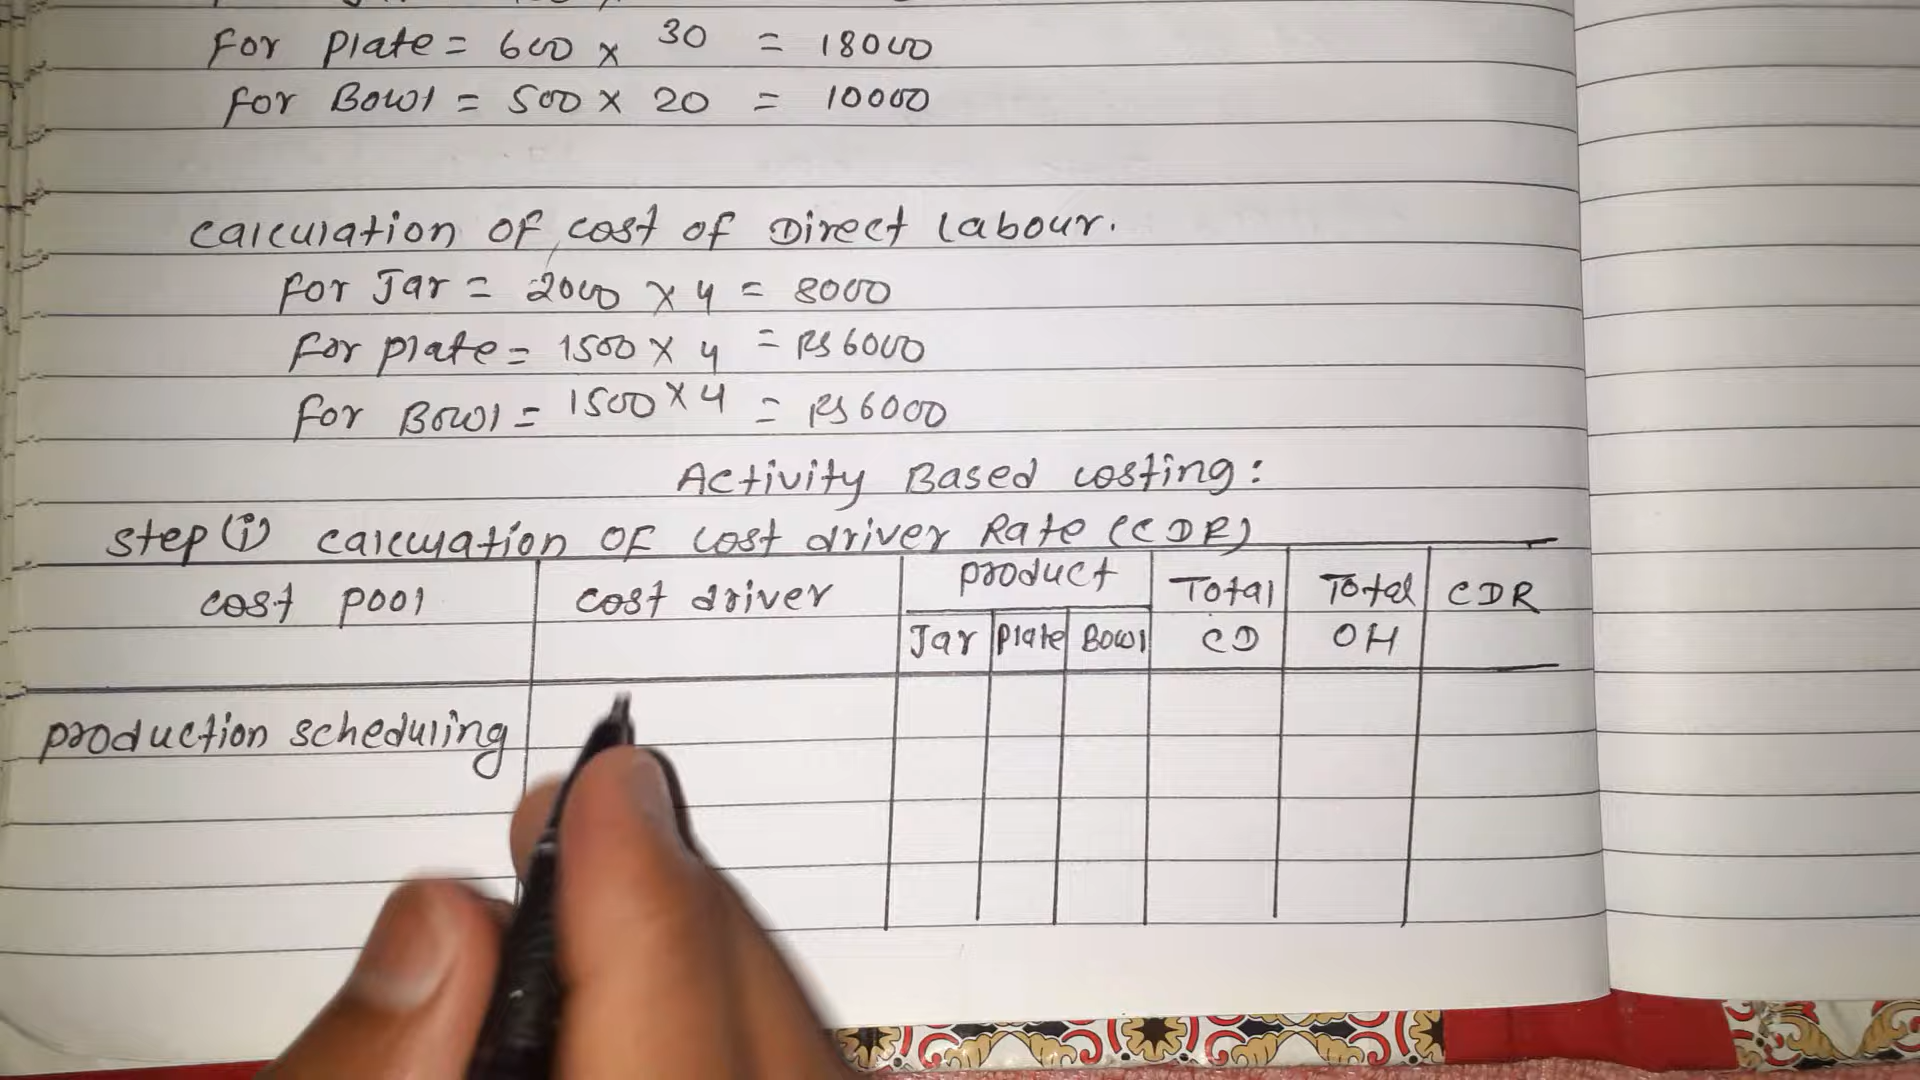 For Plate = 600 × 30 = 18000
For Bowl = 500 × 20 = 10000
Calculation of cost of Direct Labour.
For Jar = 2000 × 4 = 8000
For plate = 1500 × 4 = Rs 6000
For Bowl = 1500 × 4 = Rs 6000
Activity Based costing:
Step (i) calculation of cost driver Rate (CDR)
cost pool cost driver product Total Total CDR
Jar Plate Bowl CD OH
production scheduling